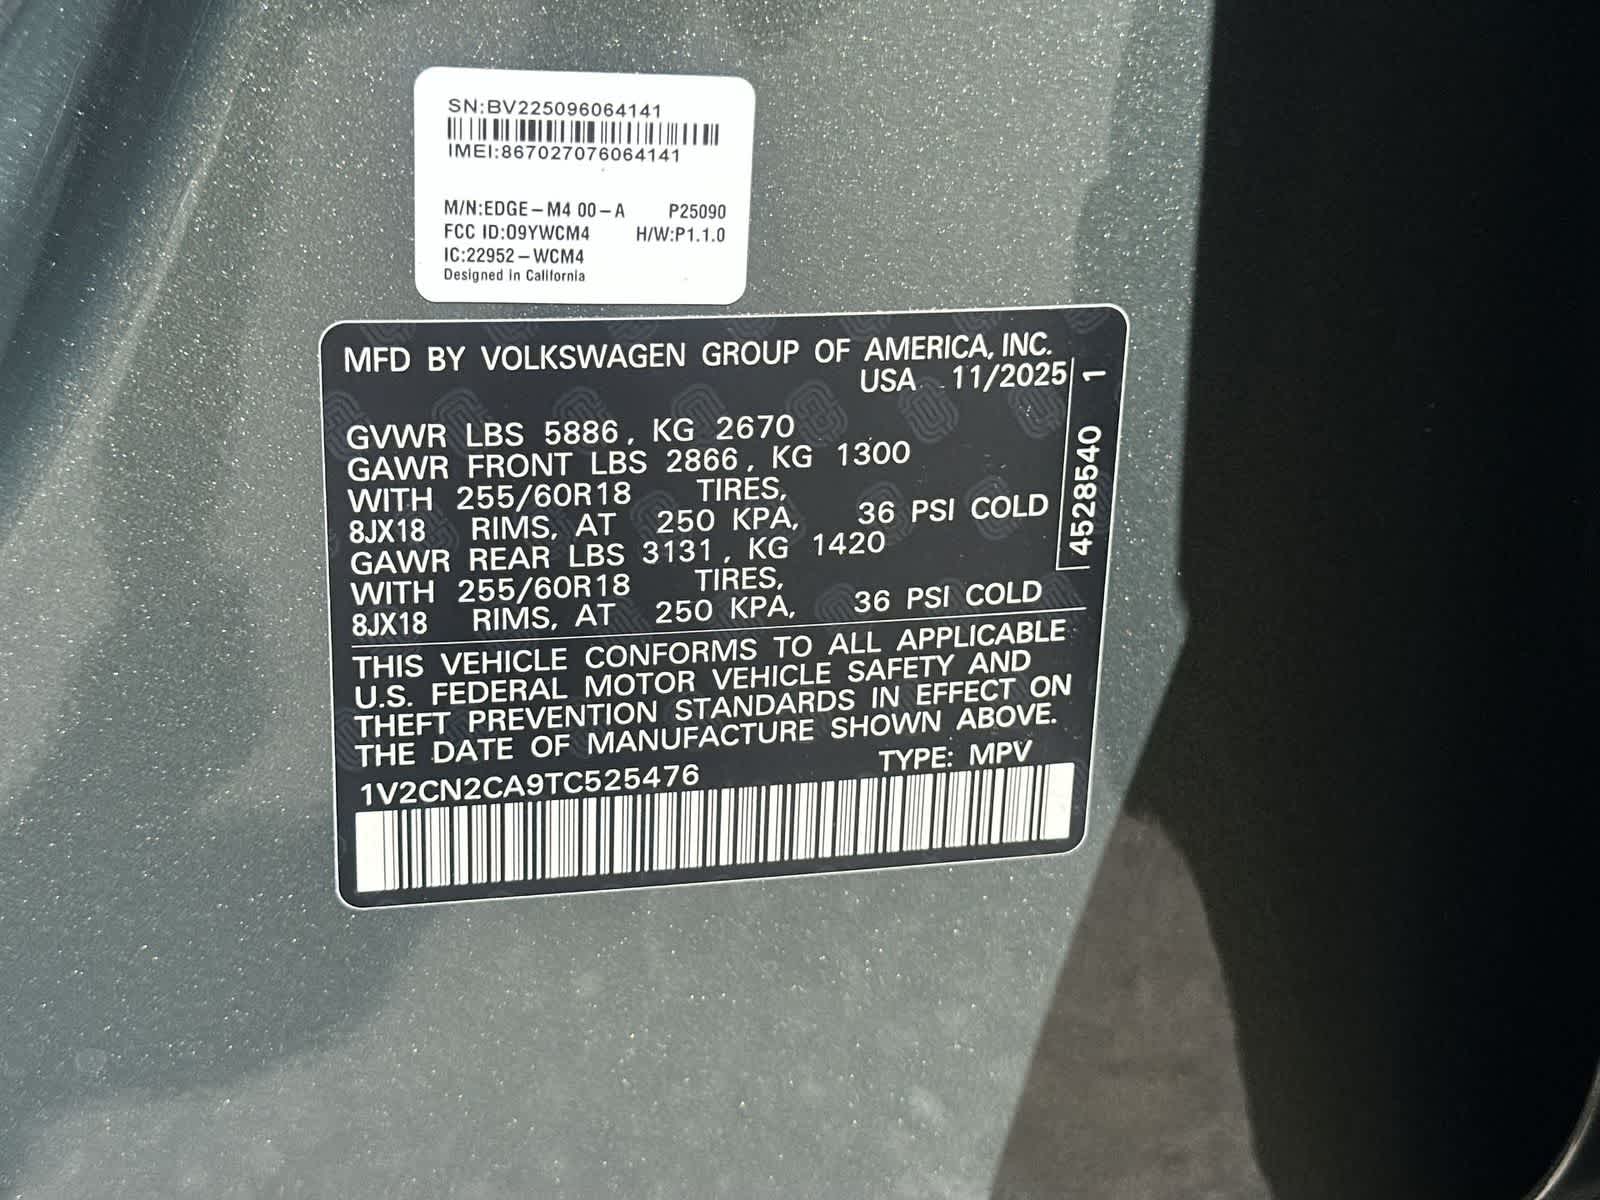 SN:BV225096064141
IMEI:867027076064141
M/N:EDGE-M4 00-A P25090
FCC ID:O9YWCM4 H/W:P1.1.0
IC:22952-WCM4
Designed in California
MFD BY VOLKSWAGEN GROUP OF AMERICA, INC.
USA 11/2025
GVWR LBS 5886, KG 2670
GAWR FRONT LBS 2866, KG 1300
WITH 255/60R18 TIRES,
8JX18 RIMS, AT 250 KPA, 36 PSI COLD
GAWR REAR LBS 3131, KG 1420
WITH 255/60R18 TIRES,
8JX18 RIMS, AT 250 KPA, 36 PSI COLD
4528540 1
THIS VEHICLE CONFORMS TO ALL APPLICABLE
U.S. FEDERAL MOTOR VEHICLE SAFETY AND
THEFT PREVENTION STANDARDS IN EFFECT ON
THE DATE OF MANUFACTURE SHOWN ABOVE.
1V2CN2CA9TC525476 TYPE: MPV